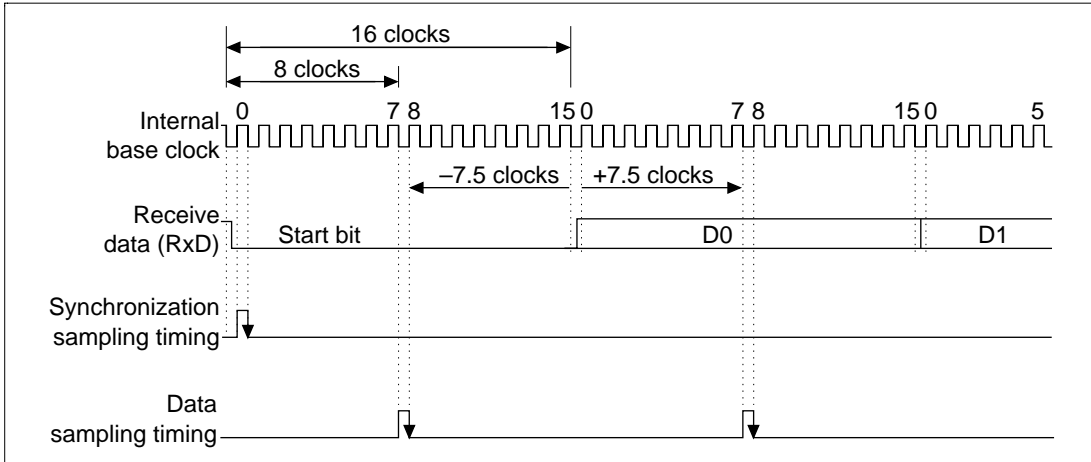 16 clocks
8 clocks
0 7 8 15 0 7 8 15 0 5
Internal
base clock
–7.5 clocks +7.5 clocks
Receive
data (RxD)
Start bit D0 D1
Synchronization
sampling timing
Data
sampling timing